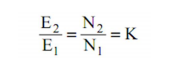 E₂/E₁ = N₂/N₁ = K